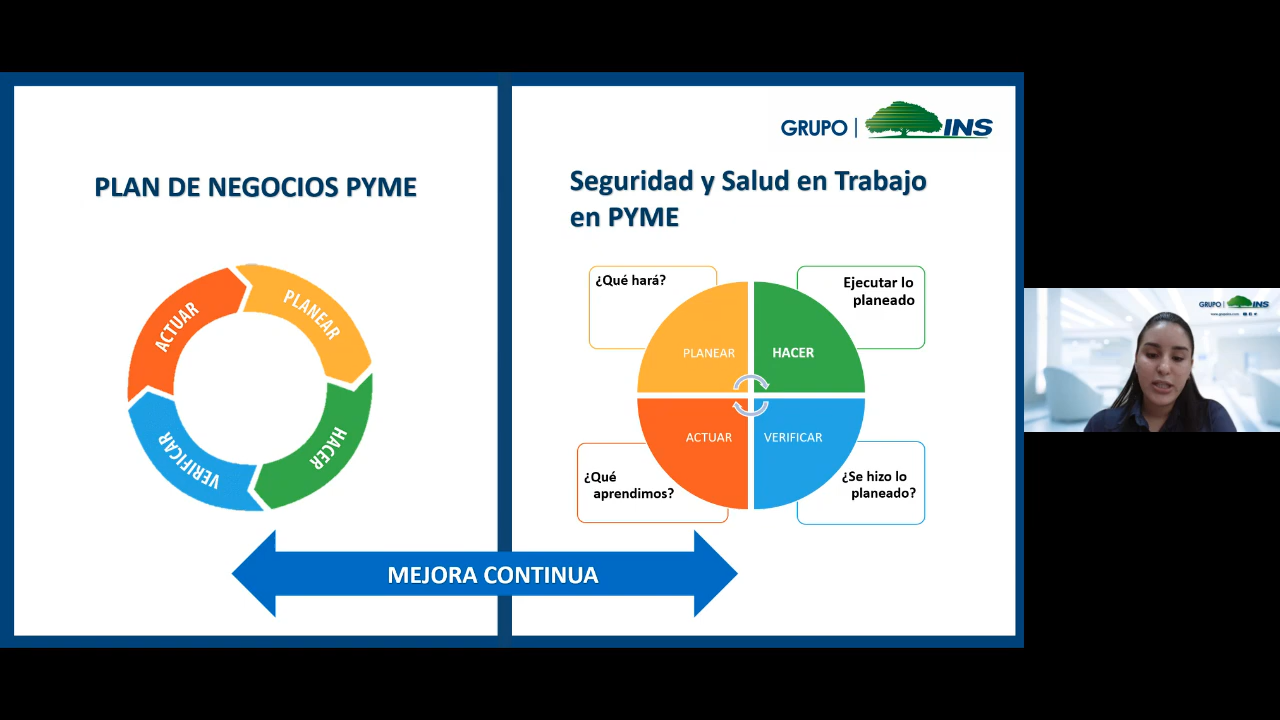 PLAN DE NEGOCIOS PYME
PLANEAR
HACER
VERIFICAR
ACTUAR
GRUPO | INS
Seguridad y Salud en Trabajo
en PYME
¿Qué hará?
Ejecutar lo
planeado
PLANEAR
HACER
ACTUAR
VERIFICAR
¿Qué
aprendimos?
¿Se hizo lo
planeado?
MEJORA CONTINUA
GRUPO | INS